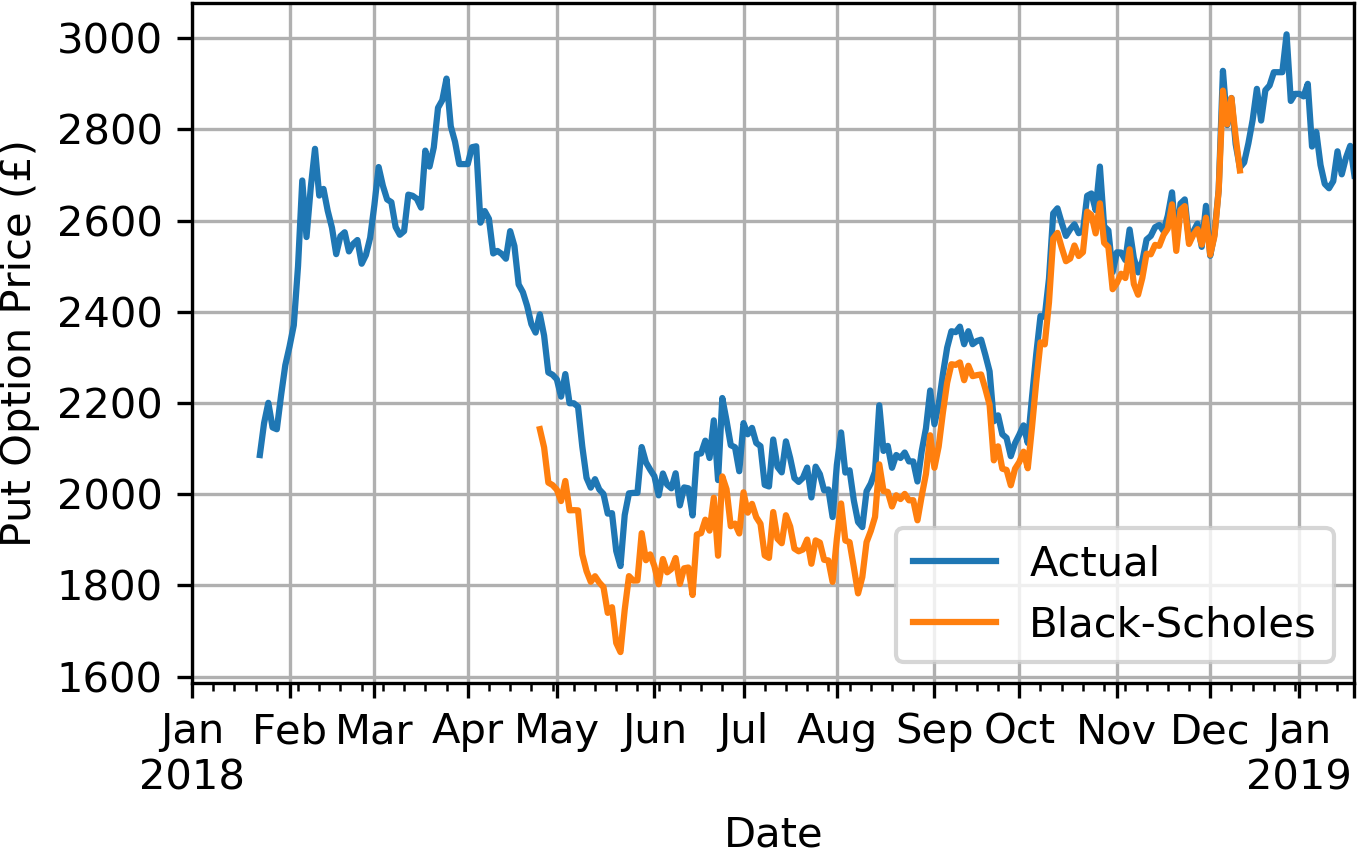 Put Option Price (£)
3000
2800
2600
2400
2200
2000
1800
1600
Actual
Black-Scholes
Jan Feb Mar Apr May Jun Jul Aug Sep Oct Nov Dec Jan
2018 2019
Date